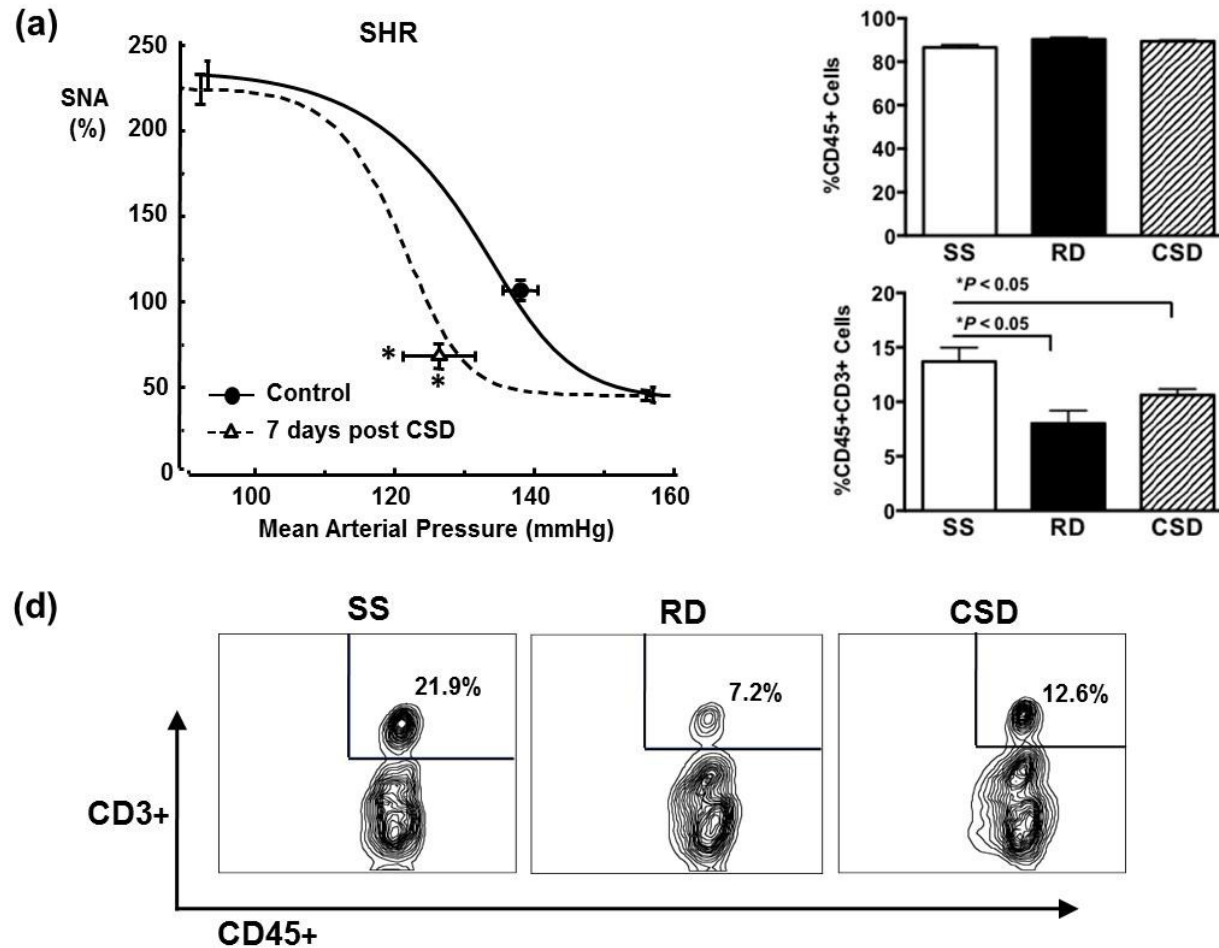 (a)
SHR
SNA
(%)
250
200
150
100
50
0
*
*
Control
7 days post CSD
100 120 140 160
Mean Arterial Pressure (mmHg)
%CD45+ Cells
100
80
60
40
20
0
SS RD CSD
%CD45+CD3+ Cells
20
15
10
5
0
*P < 0.05
*P < 0.05
SS RD CSD
(d)
SS RD CSD
21.9% 7.2% 12.6%
CD3+
CD45+